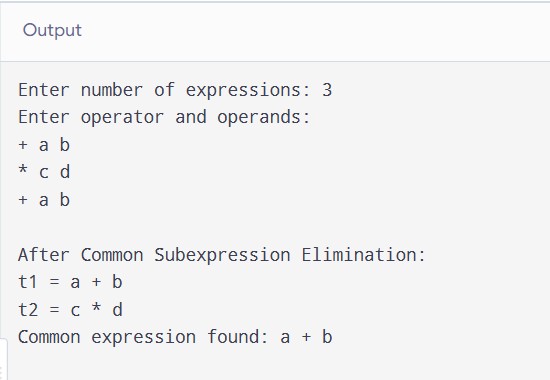 Output
Enter number of expressions: 3
Enter operator and operands:
+ a b
* c d
+ a b
After Common Subexpression Elimination:
t1 = a + b
t2 = c * d
Common expression found: a + b